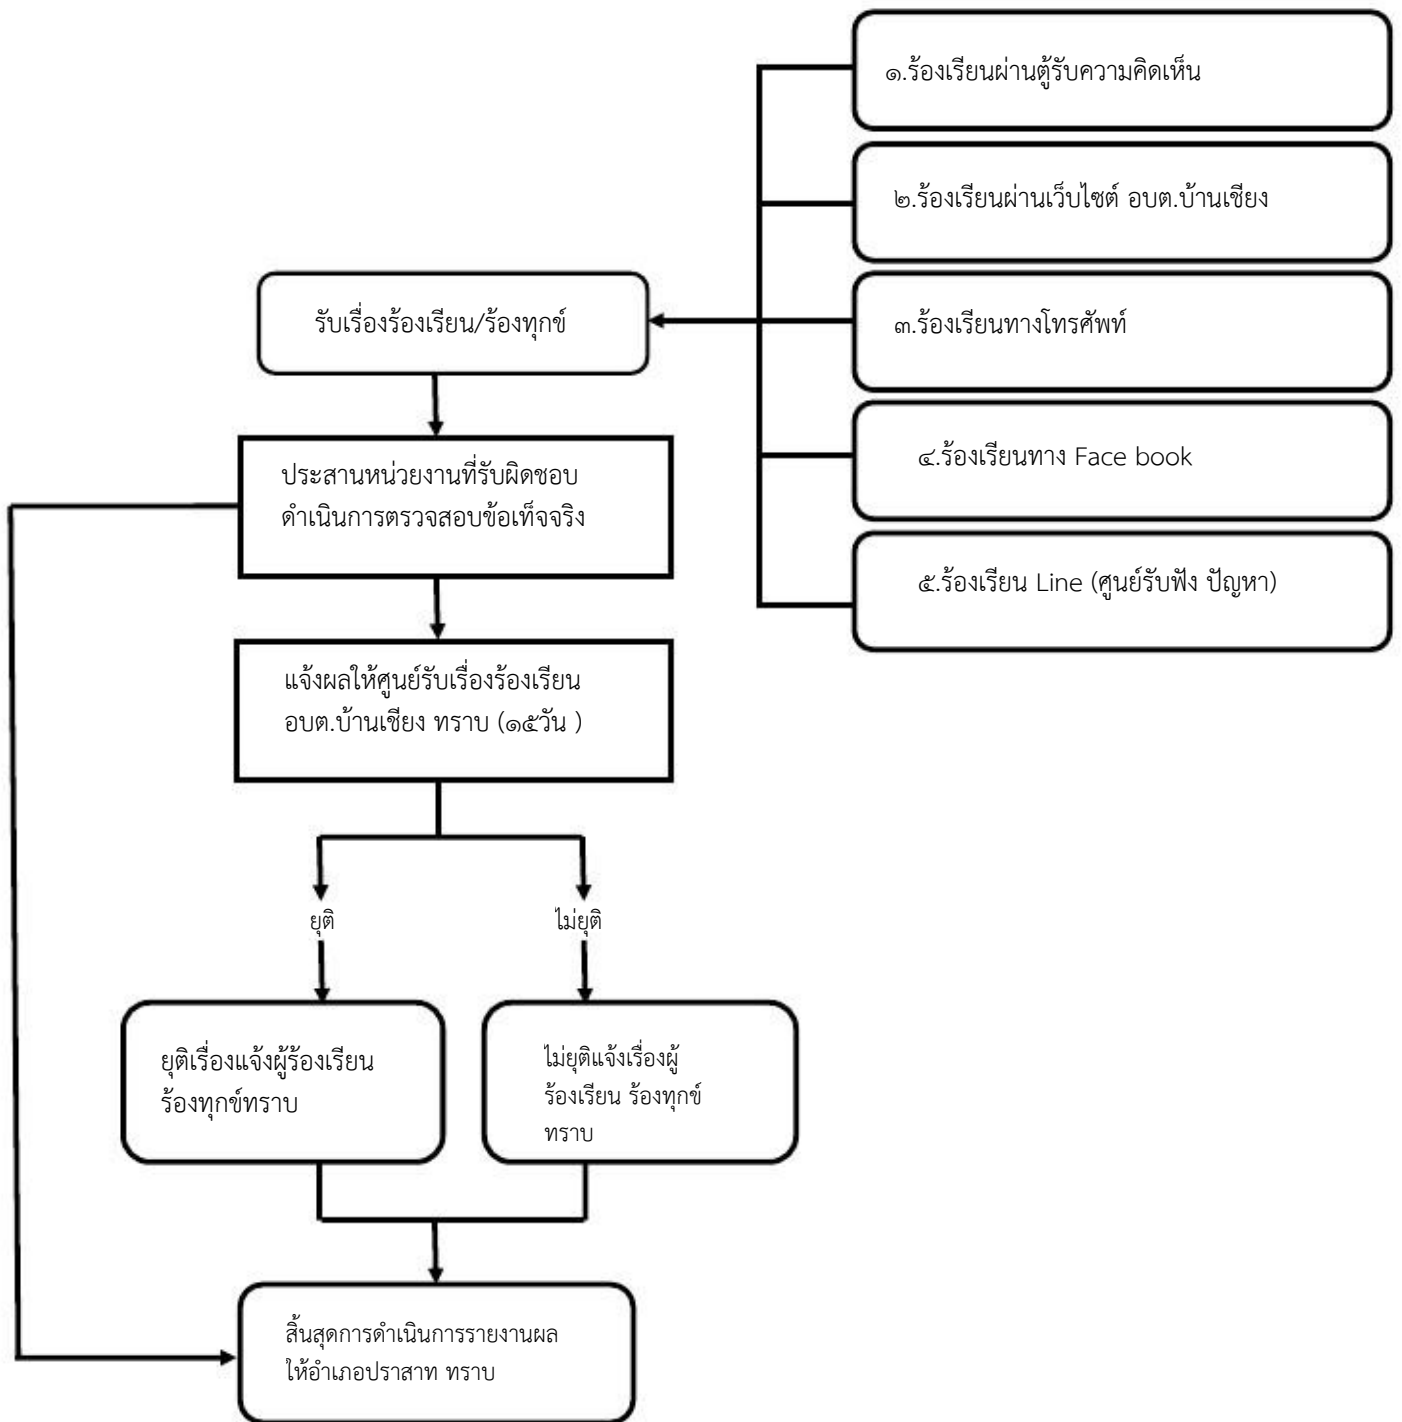 ๑.ร้องเรียนผ่านตู้รับความคิดเห็น
๒.ร้องเรียนผ่านเว็บไซต์ อบต.บ้านเชียง
รับเรื่องร้องเรียน/ร้องทุกข์
๓.ร้องเรียนทางโทรศัพท์
๔.ร้องเรียนทาง Face book
ประสานหน่วยงานที่รับผิดชอบ
ดำเนินการตรวจสอบข้อเท็จจริง
๕.ร้องเรียน Line (ศูนย์รับฟัง ปัญหา)
แจ้งผลให้ศูนย์รับเรื่องร้องเรียน
อบต.บ้านเชียง ทราบ (๑๕วัน )
ยุติ
ไม่ยุติ
ยุติเรื่องแจ้งผู้ร้องเรียน
ร้องทุกข์ทราบ
ไม่ยุติแจ้งเรื่องผู้
ร้องเรียน ร้องทุกข์
ทราบ
สิ้นสุดการดำเนินการรายงานผล
ให้อำเภอปราสาท ทราบ